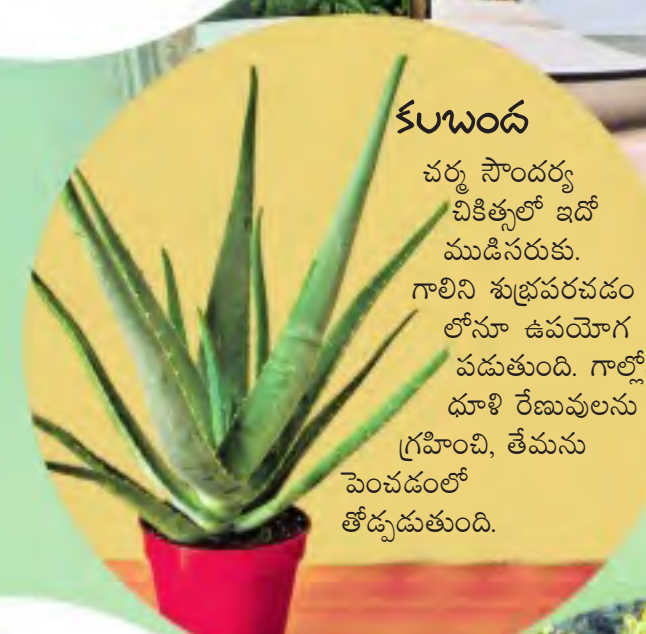 కలబంద
చర్మ సౌందర్య
చికిత్సలో ఇదో
ముడిసరుకు.
గాలిని శుభ్రపరచడం
లోనూ ఉపయోగ
పడుతుంది. గాల్లో
ధూళి రేణువులను
గ్రహించి, తేమను
పెంచడంలో
తోడ్పడుతుంది.